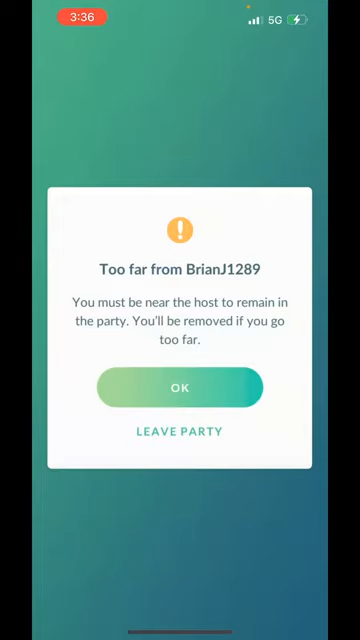 3:36
5G
Too far from BrianJ1289
You must be near the host to remain in
the party. You'll be removed if you go
too far.
OK
LEAVE PARTY